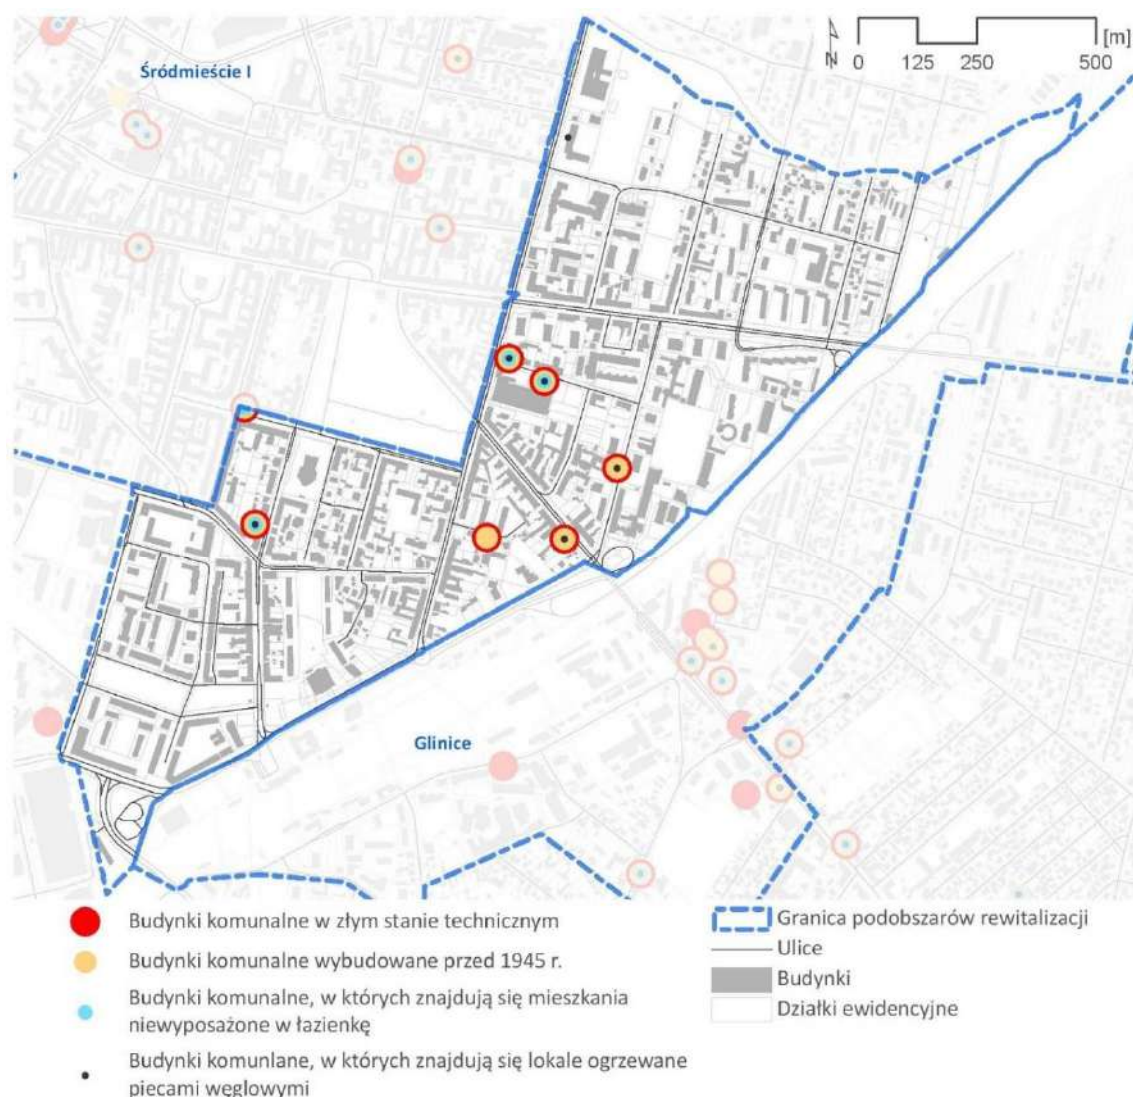 Śródmieście I
N
[m]
0 125 250 500
Glinice
Budynki komunalne w złym stanie technicznym
Budynki komunalne wybudowane przed 1945 r.
Budynki komunalne, w których znajdują się mieszkania
niewyposażone w łazienkę
Budynki komunlane, w których znajdują się lokale ogrzewane
piecami węglowymi
Granica podobszarów rewitalizacji
Ulice
Budynki
Działki ewidencyjne